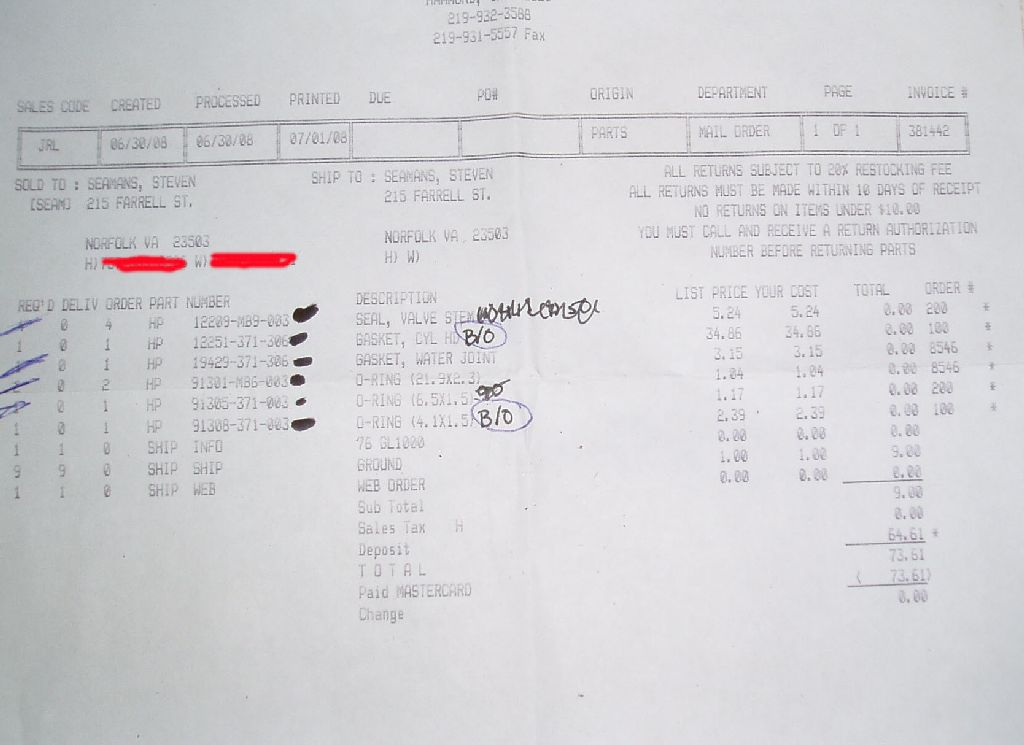 219-932-3588
219-931-5557 Fax
SALES CODE CREATED PROCESSED PRINTED DUE PO# ORIGIN DEPARTMENT PAGE INVOICE #
JRL 06/30/08 06/30/08 07/01/08 PARTS MAIL ORDER 1 OF 1 381442
SOLD TO : SEAMANS, STEVEN SHIP TO : SEAMANS, STEVEN ALL RETURNS SUBJECT TO 20% RESTOCKING FEE
[SEAM] 215 FARRELL ST. 215 FARRELL ST. ALL RETURNS MUST BE MADE WITHIN 10 DAYS OF RECEIPT
NO RETURNS ON ITEMS UNDER $10.00
NORFOLK VA 23503 NORFOLK VA 23503 YOU MUST CALL AND RECEIVE A RETURN AUTHORIZATION
H) W) H) W) NUMBER BEFORE RETURNING PARTS
REQ'D DELIV ORDER PART NUMBER DESCRIPTION LIST PRICE YOUR COST TOTAL ORDER #
0 4 HP 12209-MB9-003 SEAL, VALVE STEM 5.24 5.24 0.00 200 *
1 0 1 HP 12251-371-306 GASKET, CYL HD B/O 34.86 34.86 0.00 100 *
0 1 HP 19429-371-306 GASKET, WATER JOINT 3.15 3.15 0.00 8546 *
0 2 HP 91301-MB6-003 O-RING (21.9X2.3) 1.04 1.04 0.00 8546 *
0 1 HP 91305-371-003 O-RING (6.5X1.5) 1.17 1.17 0.00 200 *
1 0 1 HP 91308-371-003 O-RING (4.1X1.5) B/O 2.39 2.39 0.00 100 *
1 1 0 SHIP INFO 76 GL1000 0.00 0.00 0.00
9 9 0 SHIP SHIP GROUND 1.00 1.00 9.00
1 1 0 SHIP WEB WEB ORDER 0.00 0.00 0.00
Sub Total 9.00
Sales Tax H 0.00
Deposit 64.61 *
T O T A L 73.61
Paid MASTERCARD ( 73.61)
Change 0.00